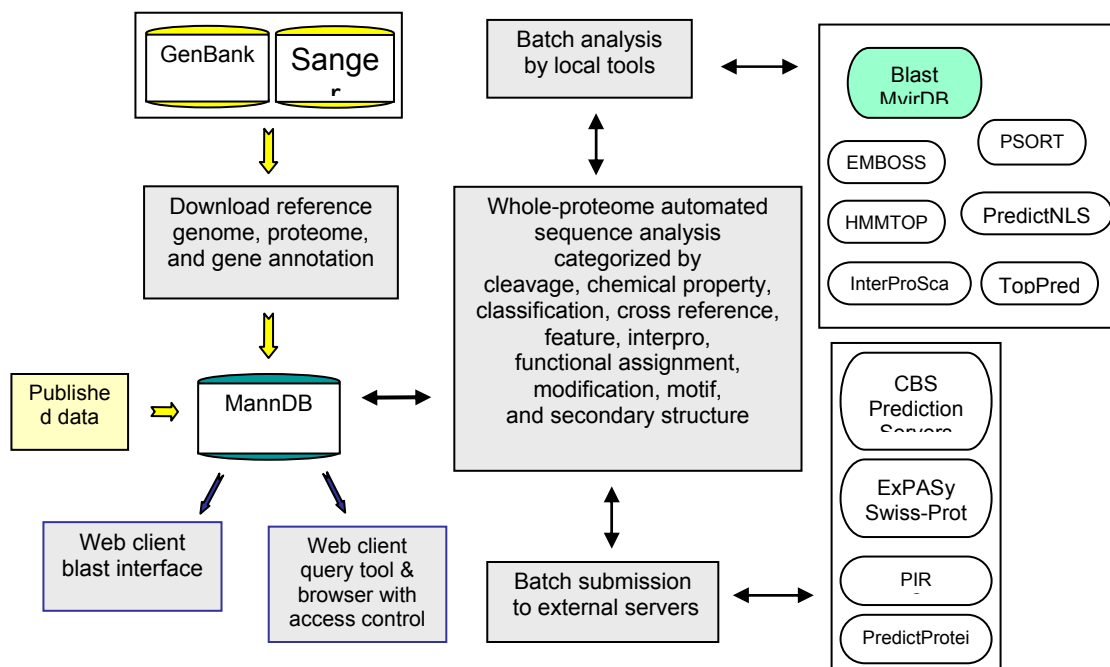 GenBank
Sange
r
Download reference
genome, proteome,
and gene annotation
Publishe
d data
MannDB
Web client
blast interface
Web client
query tool &
browser with
access control
Batch analysis
by local tools
Whole-proteome automated
sequence analysis
categorized by
cleavage, chemical property,
classification, cross reference,
feature, interpro,
functional assignment,
modification, motif,
and secondary structure
Batch submission
to external servers
Blast
MvirDB
PSORT
EMBOSS
HMMTOP
PredictNLS
InterProSca
TopPred
CBS
Prediction
Servers
ExPASy
Swiss-Prot
PIR
PredictProtei